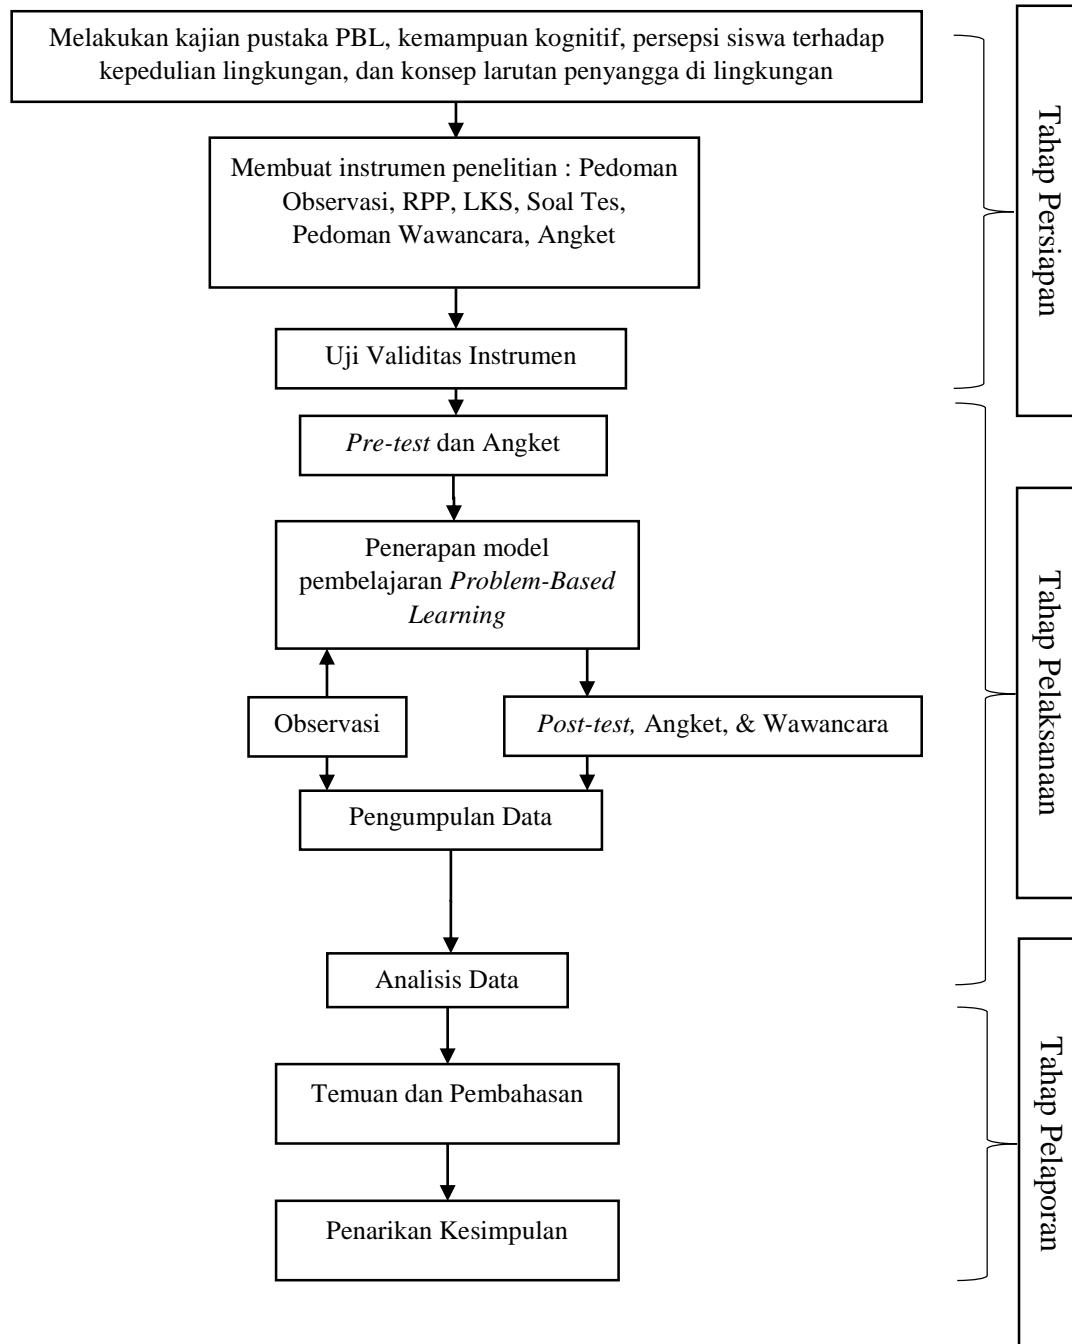 Melakukan kajian pustaka PBL, kemampuan kognitif, persepsi siswa terhadap
kepedulian lingkungan, dan konsep larutan penyangga di lingkungan
Membuat instrumen penelitian : Pedoman
Observasi, RPP, LKS, Soal Tes,
Pedoman Wawancara, Angket
Uji Validitas Instrumen
Tahap Persiapan
Pre-test dan Angket
Penerapan model
pembelajaran Problem-Based
Learning
Observasi
Post-test, Angket, & Wawancara
Pengumpulan Data
Analisis Data
Tahap Pelaksanaan
Temuan dan Pembahasan
Penarikan Kesimpulan
Tahap Pelaporan